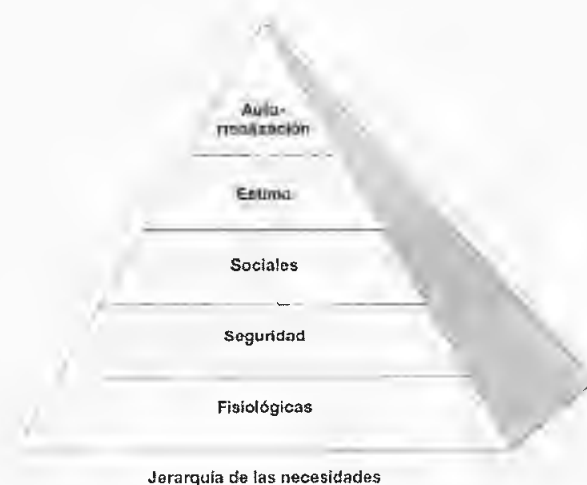 Auto-
rrealización
Estima
Sociales
Seguridad
Fisiológicas
Jerarquía de las necesidades